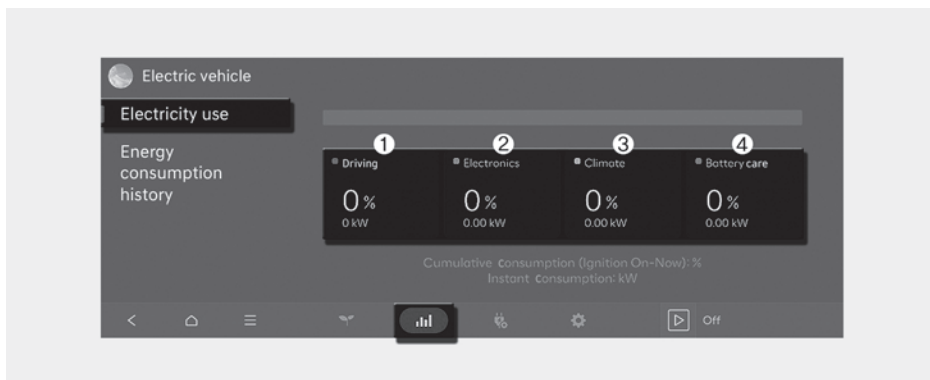 Electric vehicle
Electricity use
Energy
consumption
history
1 2 3 4
Driving Electronics Climate Battery care
0 % 0 % 0 % 0 %
0 kW 0.00 kW 0.00 kW 0.00 kW
Cumulative consumption (Ignition On-Now): %
Instant consumption: kW
Off